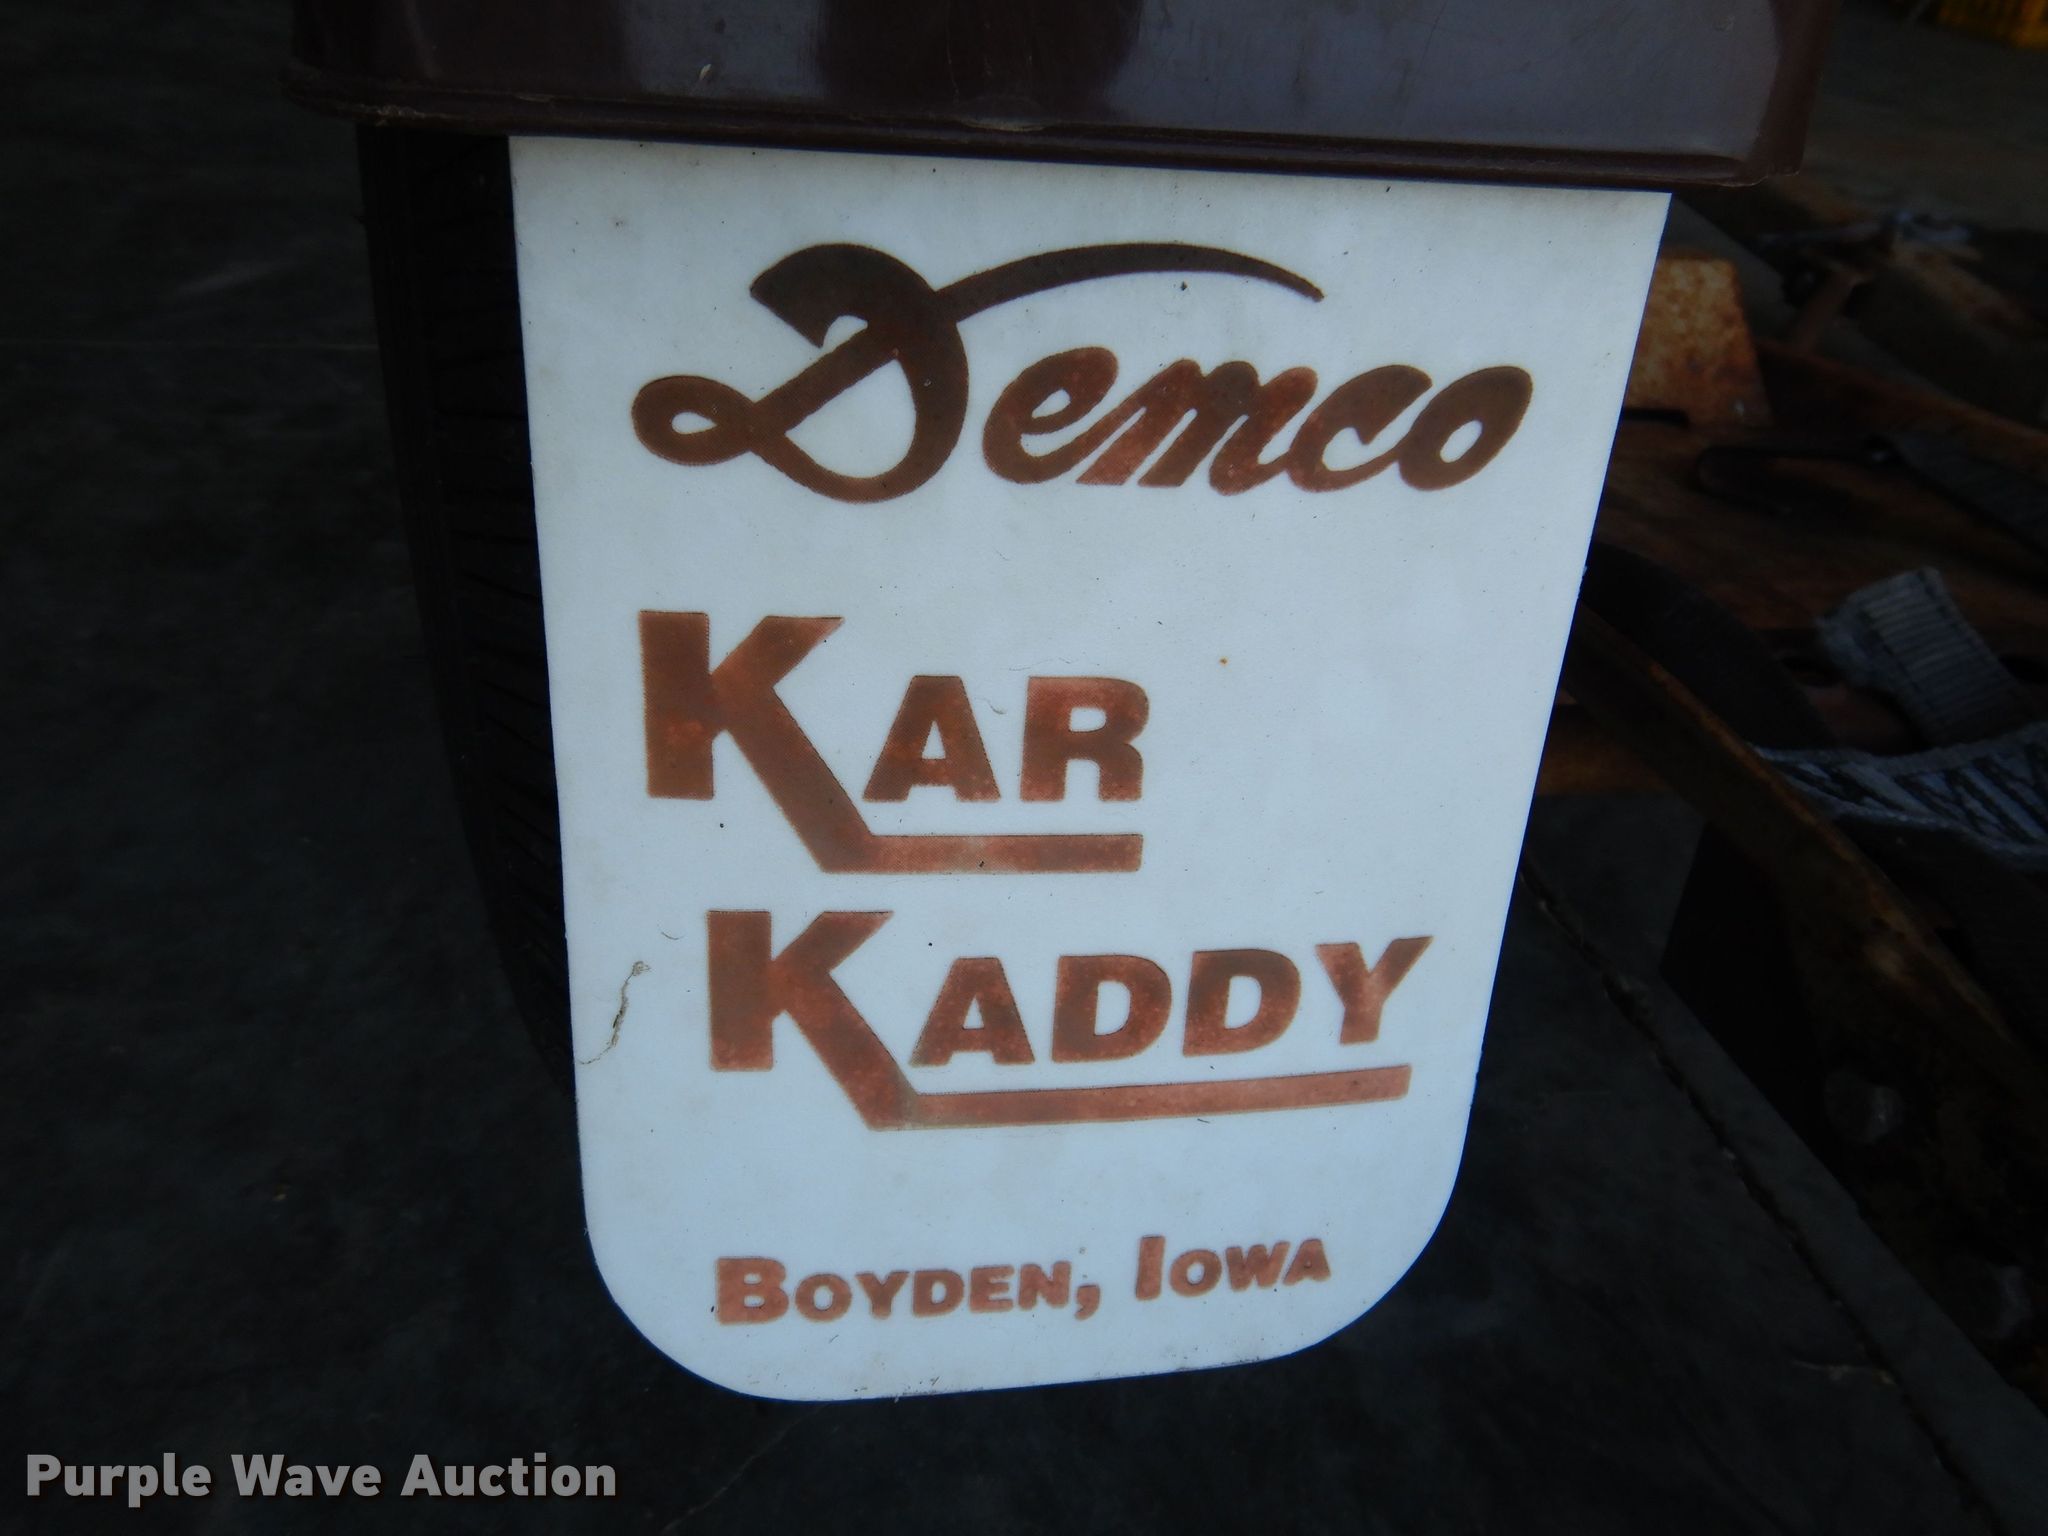 Demco
KAR
KADDY
BOYDEN, IOWA
Purple Wave Auction